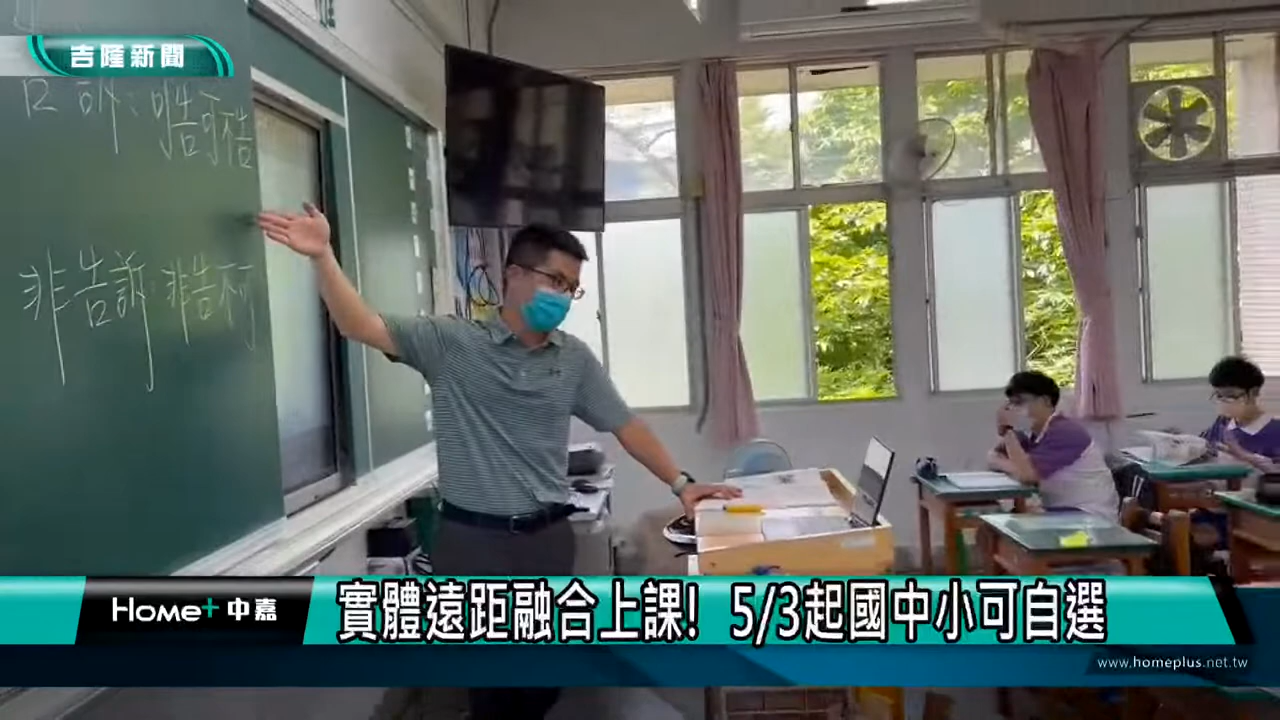 吉隆新聞
非告訴 非告柯
Home+ 中嘉
實體遠距融合上課! 5/3起國中小可自選
www.homeplus.net.tw